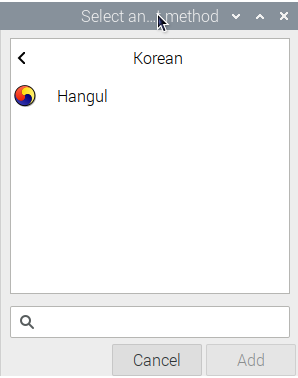 Select an...t method
Korean
Hangul
Cancel
Add